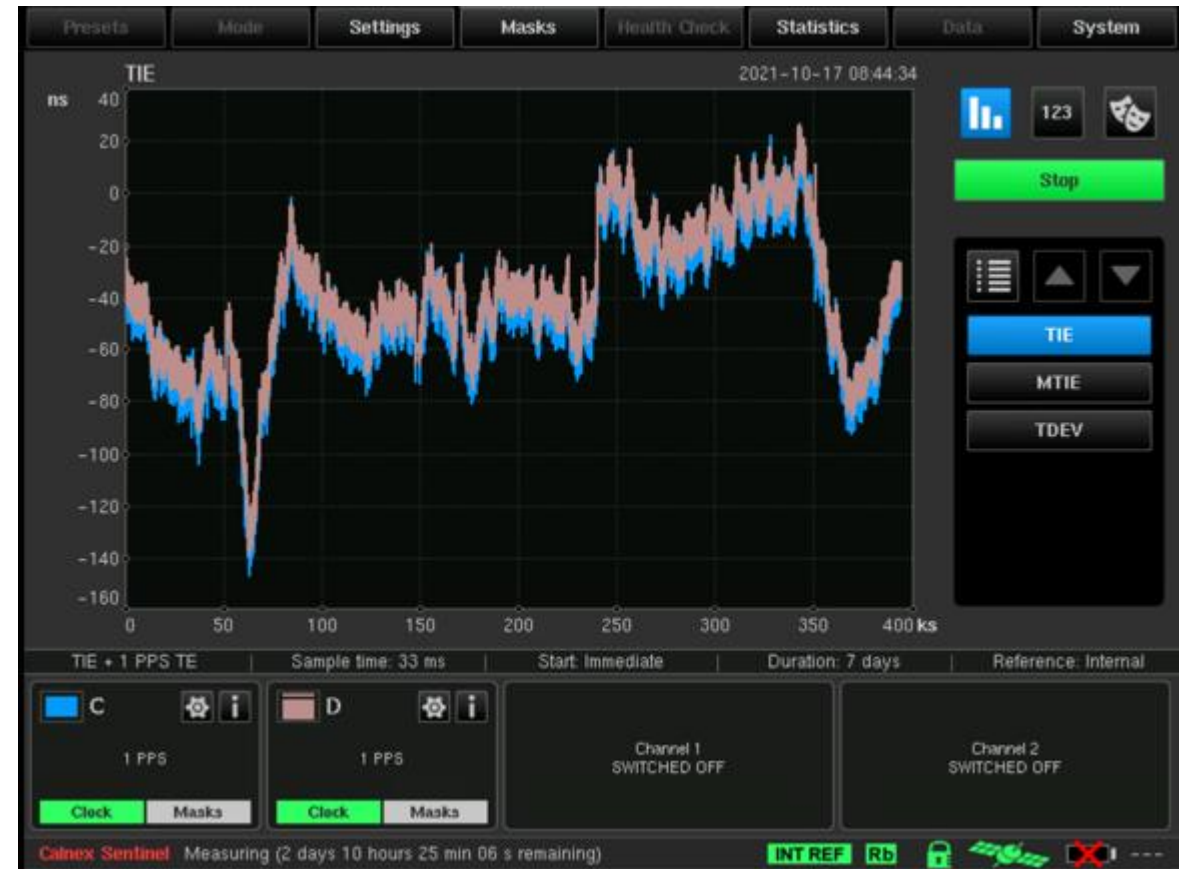 Presets Mode Settings Masks Health Check Statistics Data System
TIE 2021-10-17 08:44:34
ns 40
20
0
-20
-40
-60
-80
-100
-120
-140
-160
0 50 100 150 200 250 300 350 400 ks
123
Stop
TIE
MTIE
TDEV
TIE + 1 PPS TE | Sample time: 33 ms | Start: Immediate | Duration: 7 days | Reference: Internal
C i D i
1 PPS 1 PPS
Channel 1
SWITCHED OFF
Channel 2
SWITCHED OFF
Clock Masks Clock Masks
Calnex Sentinel Measuring (2 days 10 hours 25 min 06 s remaining) INT REF Rb ---